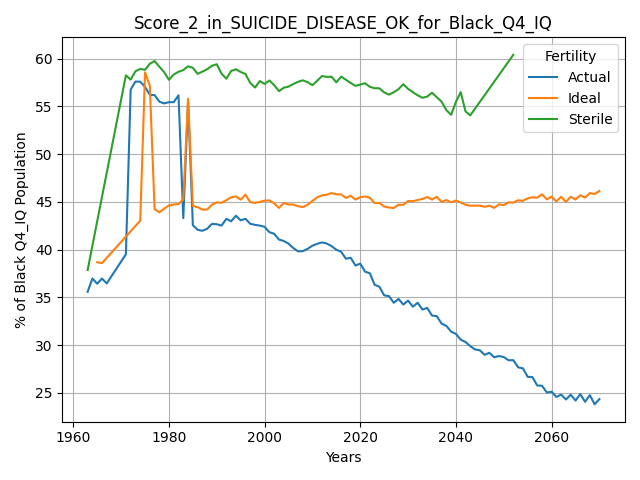 Score_2_in_SUICIDE_DISEASE_OK_for_Black_Q4_IQ
% of Black Q4_IQ Population
60
55
50
45
40
35
30
25
Fertility
Actual
Ideal
Sterile
1960
1980
2000
2020
2040
2060
Years